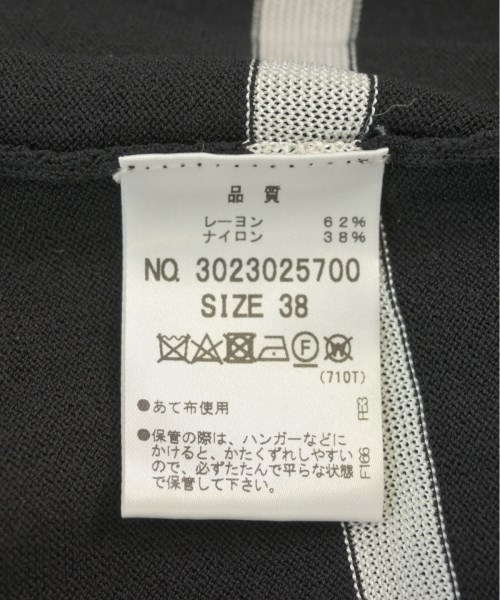 品質
レーヨン 62%
ナイロン 38%
NO. 3023025700
SIZE 38
F W
(710T)
●あて布使用
●保管の際は、ハンガーなどに
かけると、かたくずれしやすい
ので、必ずたたんで平らな状態
で保管して下さい。
FE3
F166